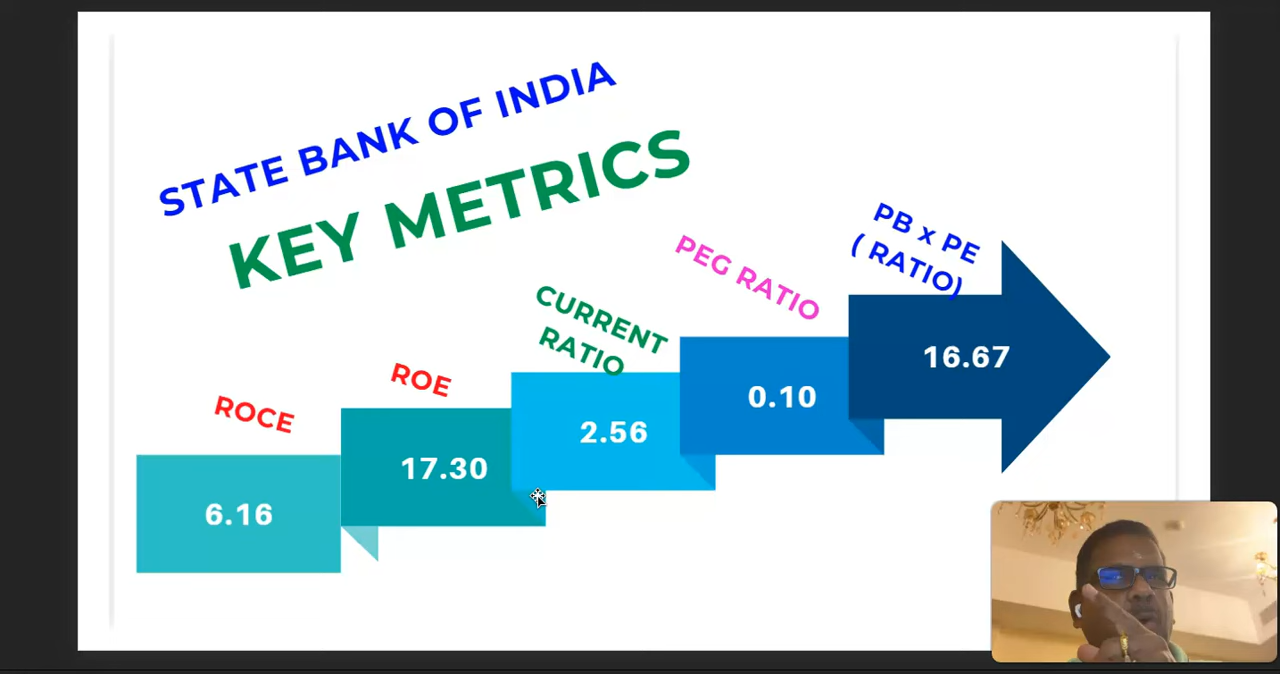 STATE BANK OF INDIA
KEY METRICS
ROCE
6.16
ROE
17.30
CURRENT
RATIO
2.56
PEG RATIO
0.10
PB x PE
( RATIO)
16.67